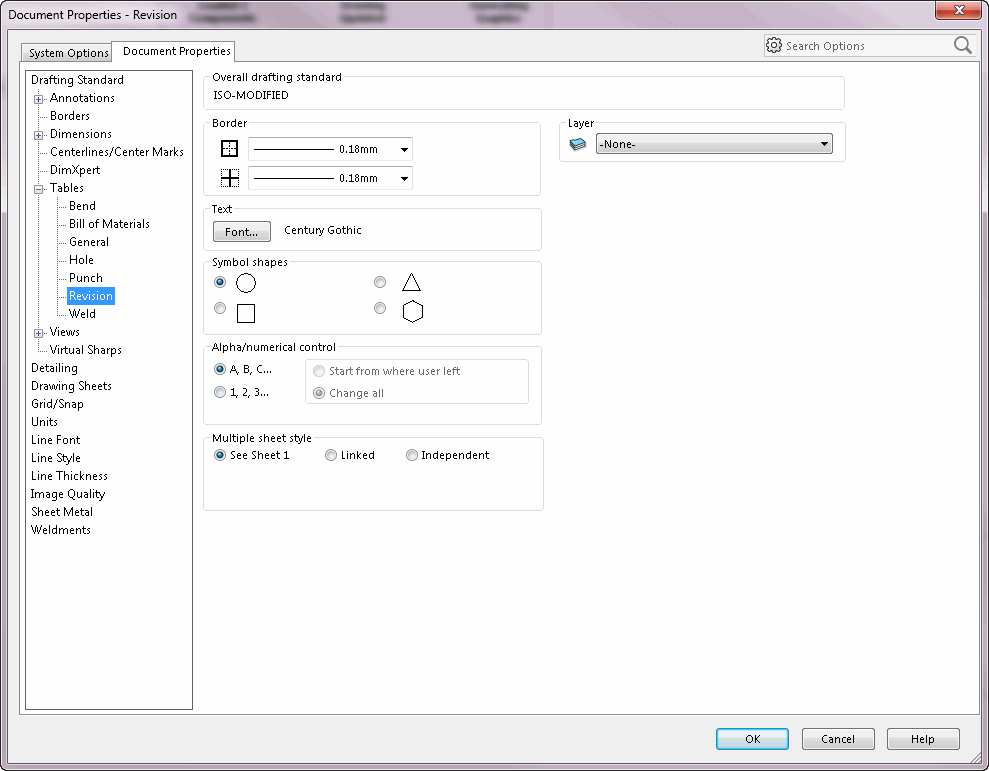 Document Properties - Revision
System Options
Document Properties
Search Options
Drafting Standard
Annotations
Borders
Dimensions
Centerlines/Center Marks
DimXpert
Tables
Bend
Bill of Materials
General
Hole
Punch
Revision
Weld
Views
Virtual Sharps
Detailing
Drawing Sheets
Grid/Snap
Units
Line Font
Line Style
Line Thickness
Image Quality
Sheet Metal
Weldments
Overall drafting standard
ISO-MODIFIED
Border
0.18mm
0.18mm
Layer
-None-
Text
Font...
Century Gothic
Symbol shapes
Alpha/numerical control
A, B, C...
1, 2, 3...
Start from where user left
Change all
Multiple sheet style
See Sheet 1
Linked
Independent
OK
Cancel
Help